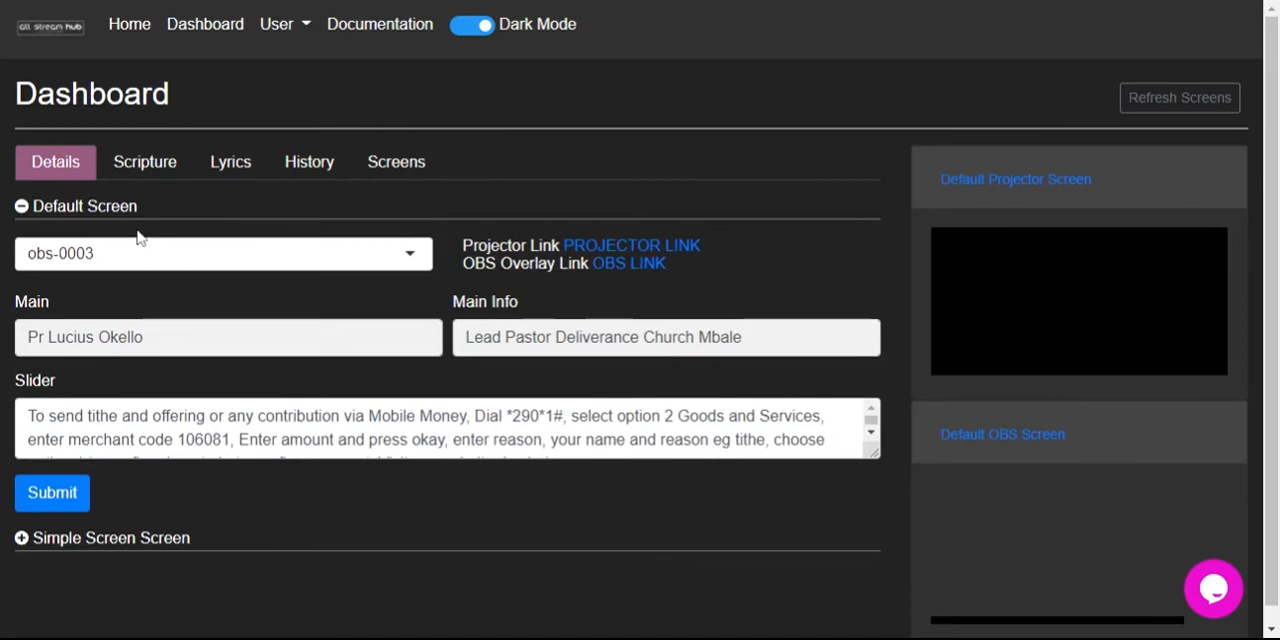 all stream hub
Home Dashboard User Documentation Dark Mode
Dashboard
Refresh Screens
Details Scripture Lyrics History Screens
Default Screen
obs-0003
Projector Link PROJECTOR LINK
OBS Overlay Link OBS LINK
Main
Main Info
Pr Lucius Okello
Lead Pastor Deliverance Church Mbale
Slider
To send tithe and offering or any contribution via Mobile Money, Dial *290*1#, select option 2 Goods and Services,
enter merchant code 106081, Enter amount and press okay, enter reason, your name and reason eg tithe, choose
Submit
Simple Screen Screen
Default Projector Screen
Default OBS Screen